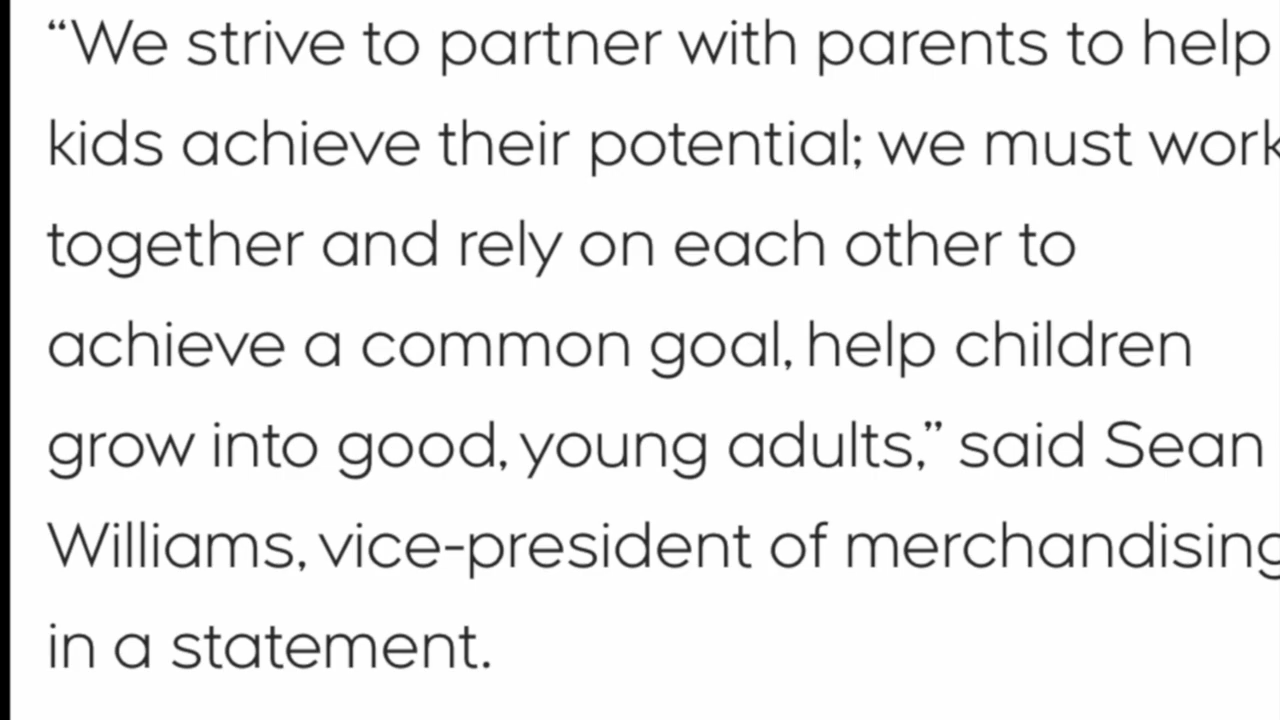 “We strive to partner with parents to help
kids achieve their potential; we must work
together and rely on each other to
achieve a common goal, help children
grow into good, young adults,” said Sean
Williams, vice-president of merchandising
in a statement.